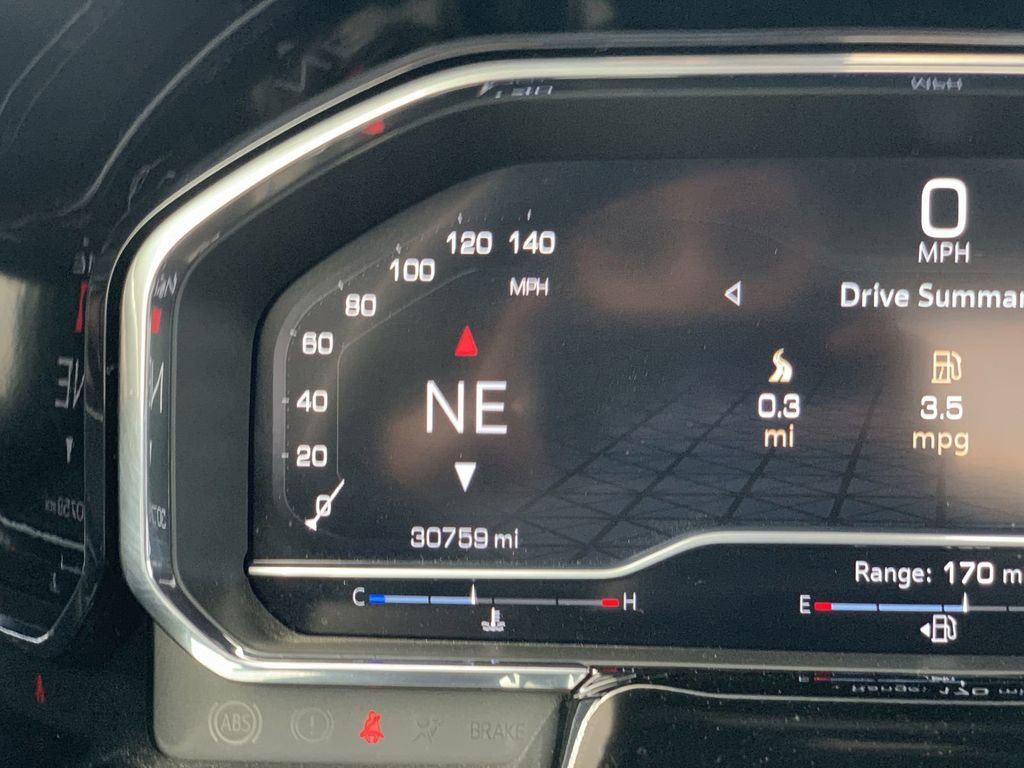 0
MPH
120 140
100
MPH
80
Drive Summar
60
NE
40
0.3
3.5
mi
mpg
20
0
30759 mi
Range: 170 m
C H
E
ABS
BRAKE